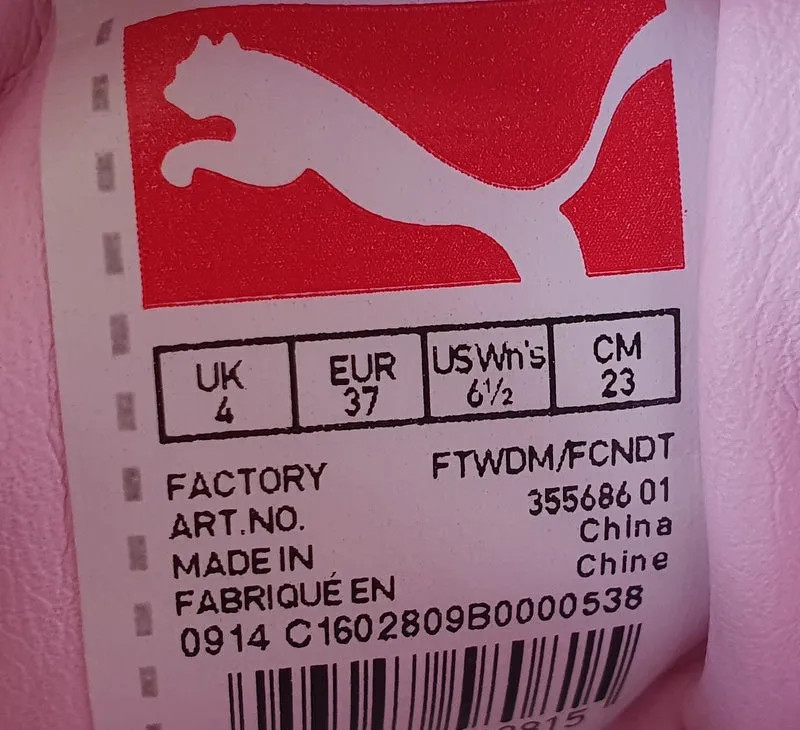 UK EUR US Wn's CM
4 37 6½ 23
FACTORY FTWDM/FCNDT
ART.NO. 355686 01
MADE IN China
FABRIQUÉ EN Chine
0914 C1602809B0000538